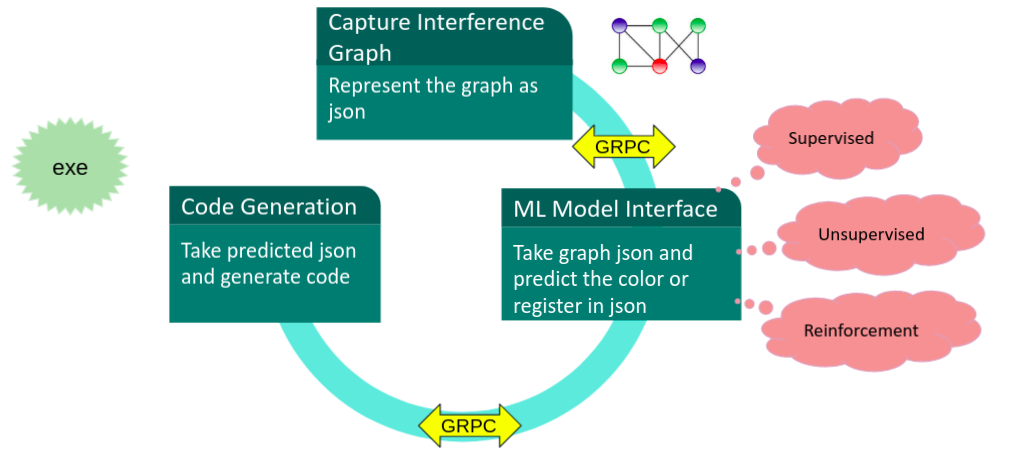 Capture Interference
Graph
Represent the graph as
json
GRPC
Supervised
exe
Code Generation
Take predicted json
and generate code
ML Model Interface
Take graph json and
predict the color or
register in json
Unsupervised
Reinforcement
GRPC